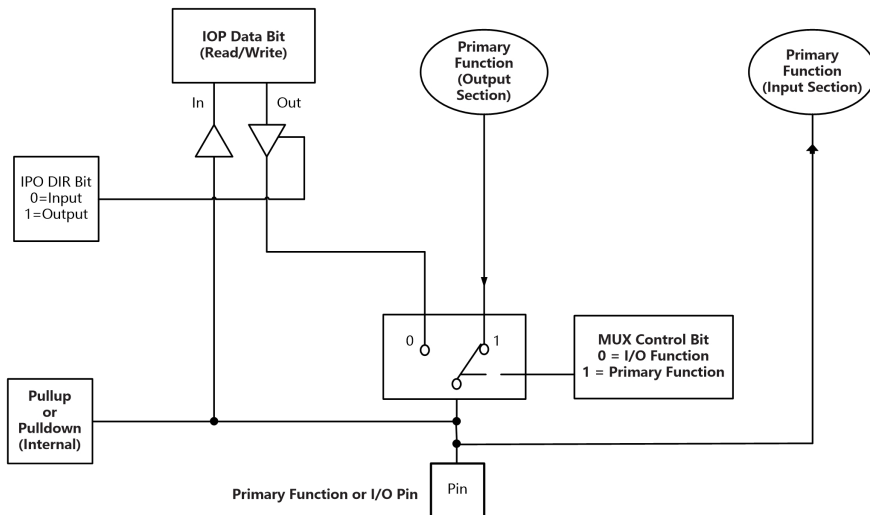 IOP Data Bit
(Read/Write)
Primary
Function
(Output
Section)
Primary
Function
(Input Section)
In
Out
IPO DIR Bit
0=Input
1=Output
0
1
MUX Control Bit
0 = I/O Function
1 = Primary Function
Pullup
or
Pulldown
(Internal)
Primary Function or I/O Pin
Pin